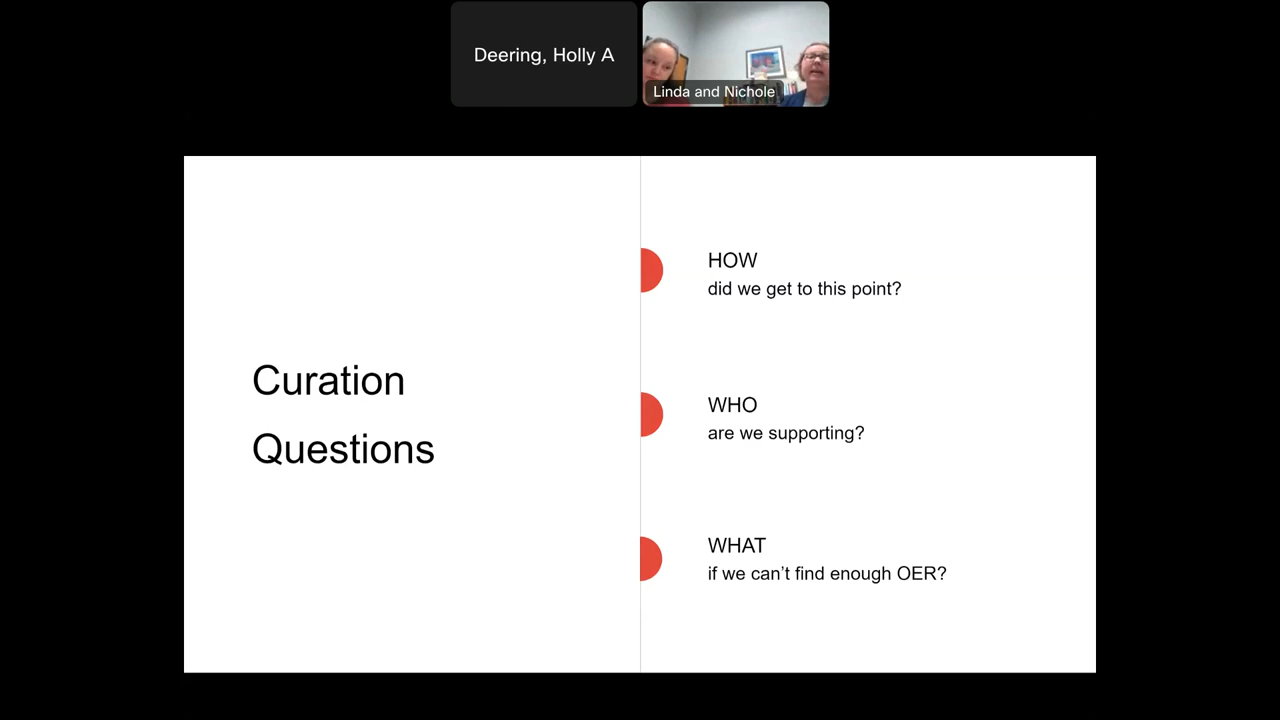 Deering, Holly A
Linda and Nichole
Curation
Questions
HOW
did we get to this point?
WHO
are we supporting?
WHAT
if we can’t find enough OER?